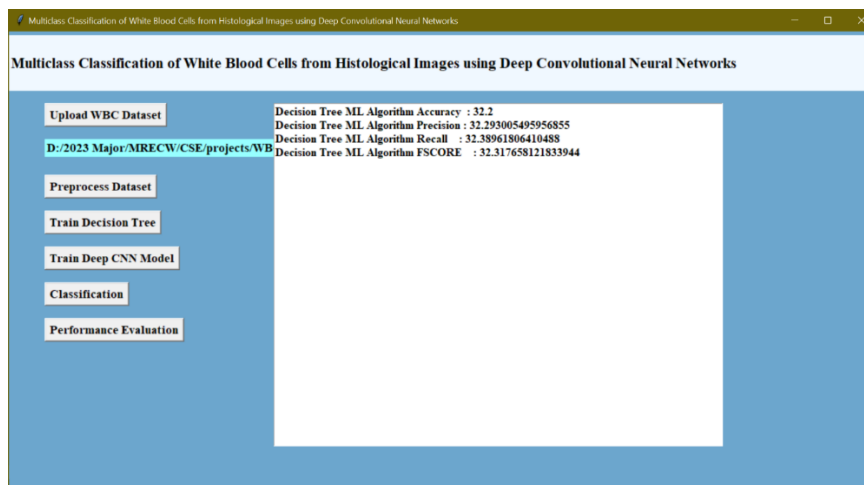 Multiclass Classification of White Blood Cells from Histological Images using Deep Convolutional Neural Networks
Multiclass Classification of White Blood Cells from Histological Images using Deep Convolutional Neural Networks
Upload WBC Dataset
D:/2023 Major/MRECW/CSE/projects/WB
Preprocess Dataset
Train Decision Tree
Train Deep CNN Model
Classification
Performance Evaluation
Decision Tree ML Algorithm Accuracy : 32.2
Decision Tree ML Algorithm Precision : 32.293005495956855
Decision Tree ML Algorithm Recall : 32.38961806410488
Decision Tree ML Algorithm FSCORE : 32.317658121833944